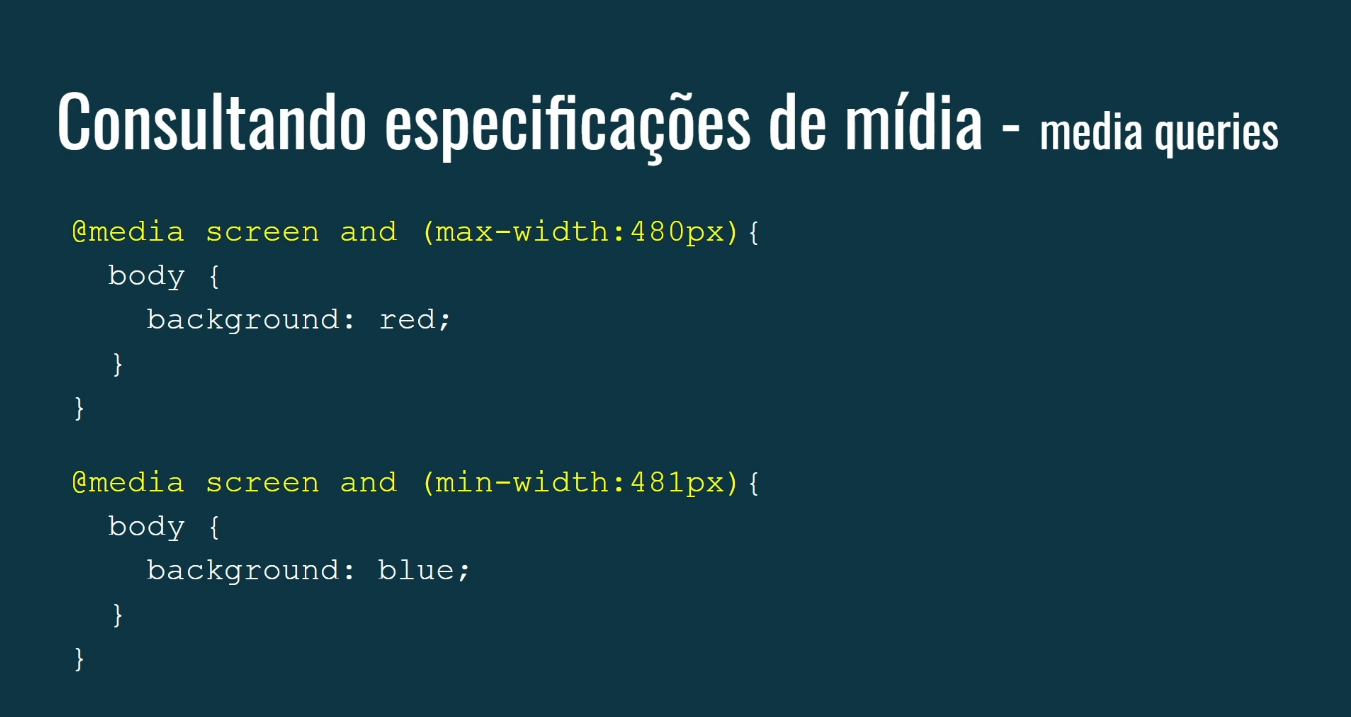 Consultando especificações de mídia - media queries
@media screen and (max-width:480px){
body {
background: red;
}
}
@media screen and (min-width:481px){
body {
background: blue;
}
}